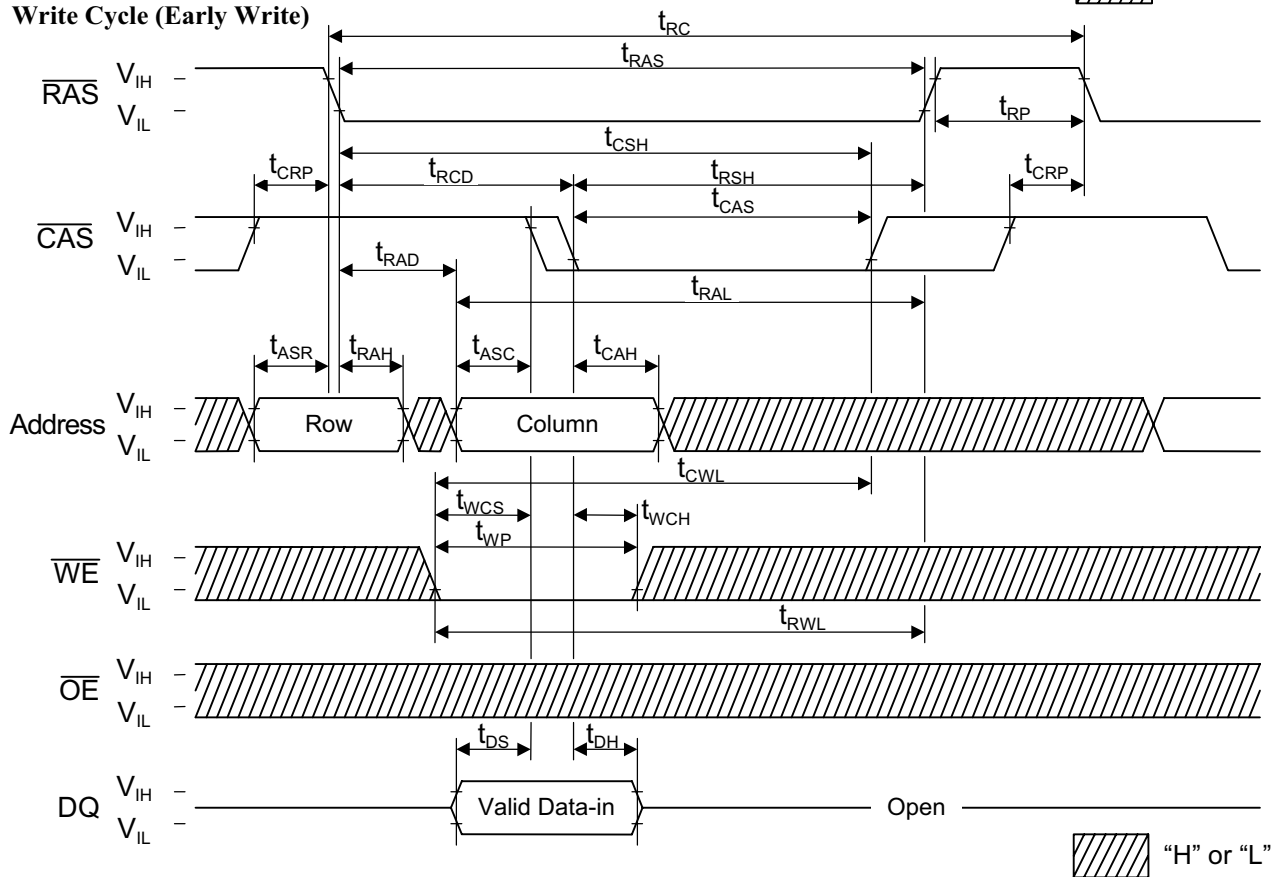 Write Cycle (Early Write)
tRC
RAS
VIH
VIL
tRAS
tRP
tCSH
tCRP
tRCD
tRSH
tCRP
tCAS
CAS
VIH
VIL
tRAD
tRAL
tASR
tRAH
tASC
tCAH
Address
VIH
VIL
Row
Column
tCWL
tWCS
tWCH
tWP
WE
VIH
VIL
tRWL
OE
VIH
VIL
tDS
tDH
DQ
VIH
VIL
Valid Data-in
Open
“H” or “L”